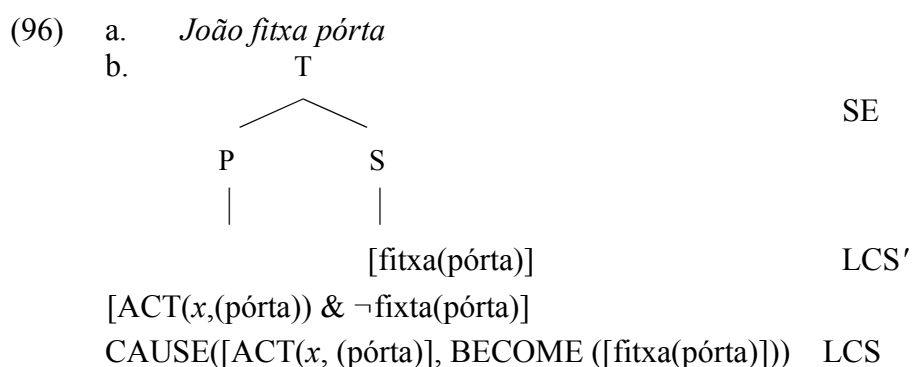 (96) a. João fitxa pórta
b. T
SE
P S
[fitxa(pórta)] LCS′
[ACT(x,(pórta)) & ¬fixta(pórta)]
CAUSE([ACT(x, (pórta)], BECOME ([fitxa(pórta)])) LCS